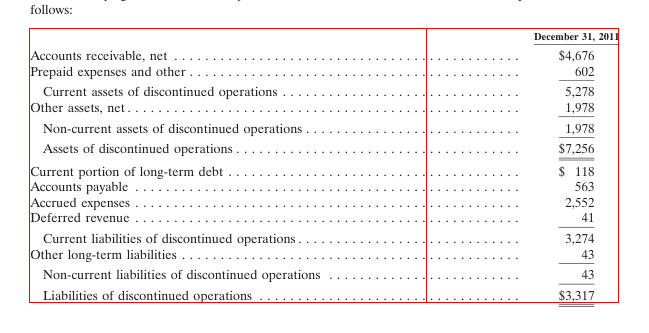 follows:
December 31, 2011
Accounts receivable, net . . . . . . . . . . . . . . . . . . . . $4,676
Prepaid expenses and other . . . . . . . . . . . . . . . . . . . . 602
Current assets of discontinued operations . . . . . . . . . . . . . . . . . . . . 5,278
Other assets, net . . . . . . . . . . . . . . . . . . . . 1,978
Non-current assets of discontinued operations . . . . . . . . . . . . . . . . . . . . 1,978
Assets of discontinued operations . . . . . . . . . . . . . . . . . . . . $7,256
Current portion of long-term debt . . . . . . . . . . . . . . . . . . . . $ 118
Accounts payable . . . . . . . . . . . . . . . . . . . . 563
Accrued expenses . . . . . . . . . . . . . . . . . . . . 2,552
Deferred revenue . . . . . . . . . . . . . . . . . . . . 41
Current liabilities of discontinued operations . . . . . . . . . . . . . . . . . . . . 3,274
Other long-term liabilities . . . . . . . . . . . . . . . . . . . . 43
Non-current liabilities of discontinued operations . . . . . . . . . . . . . . . . . . . . 43
Liabilities of discontinued operations . . . . . . . . . . . . . . . . . . . . $3,317